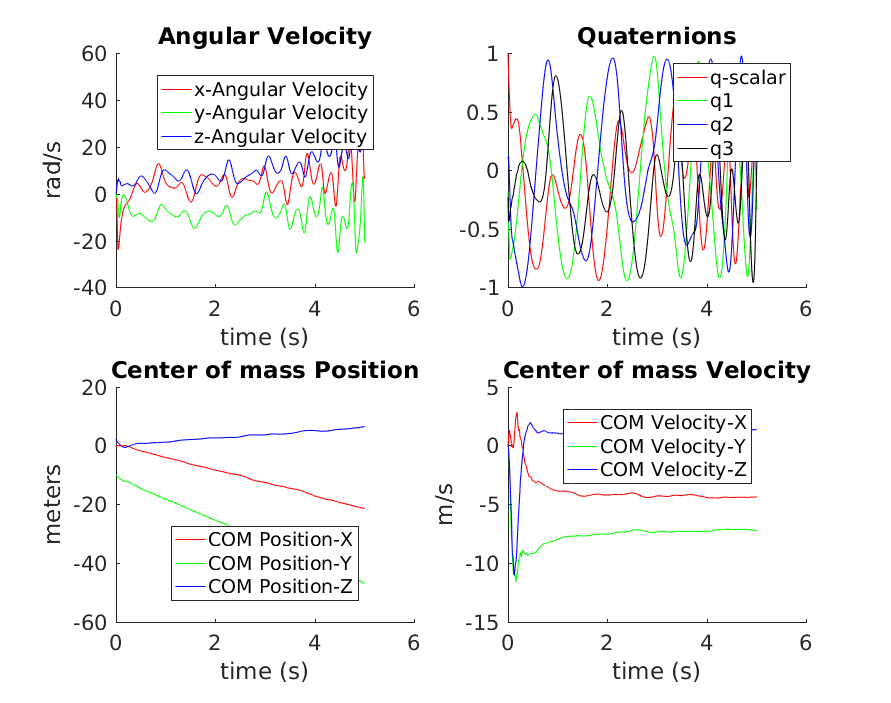 Angular Velocity
60
40
20
0
-20
-40
rad/s
x-Angular Velocity
y-Angular Velocity
z-Angular Velocity
0
2
4
6
time (s)
Quaternions
1
0.5
0
-0.5
-1
q-scalar
q1
q2
q3
0
2
4
6
time (s)
Center of mass Position
20
0
-20
-40
-60
meters
COM Position-X
COM Position-Y
COM Position-Z
0
2
4
6
time (s)
Center of mass Velocity
5
0
-5
-10
-15
m/s
COM Velocity-X
COM Velocity-Y
COM Velocity-Z
0
2
4
6
time (s)